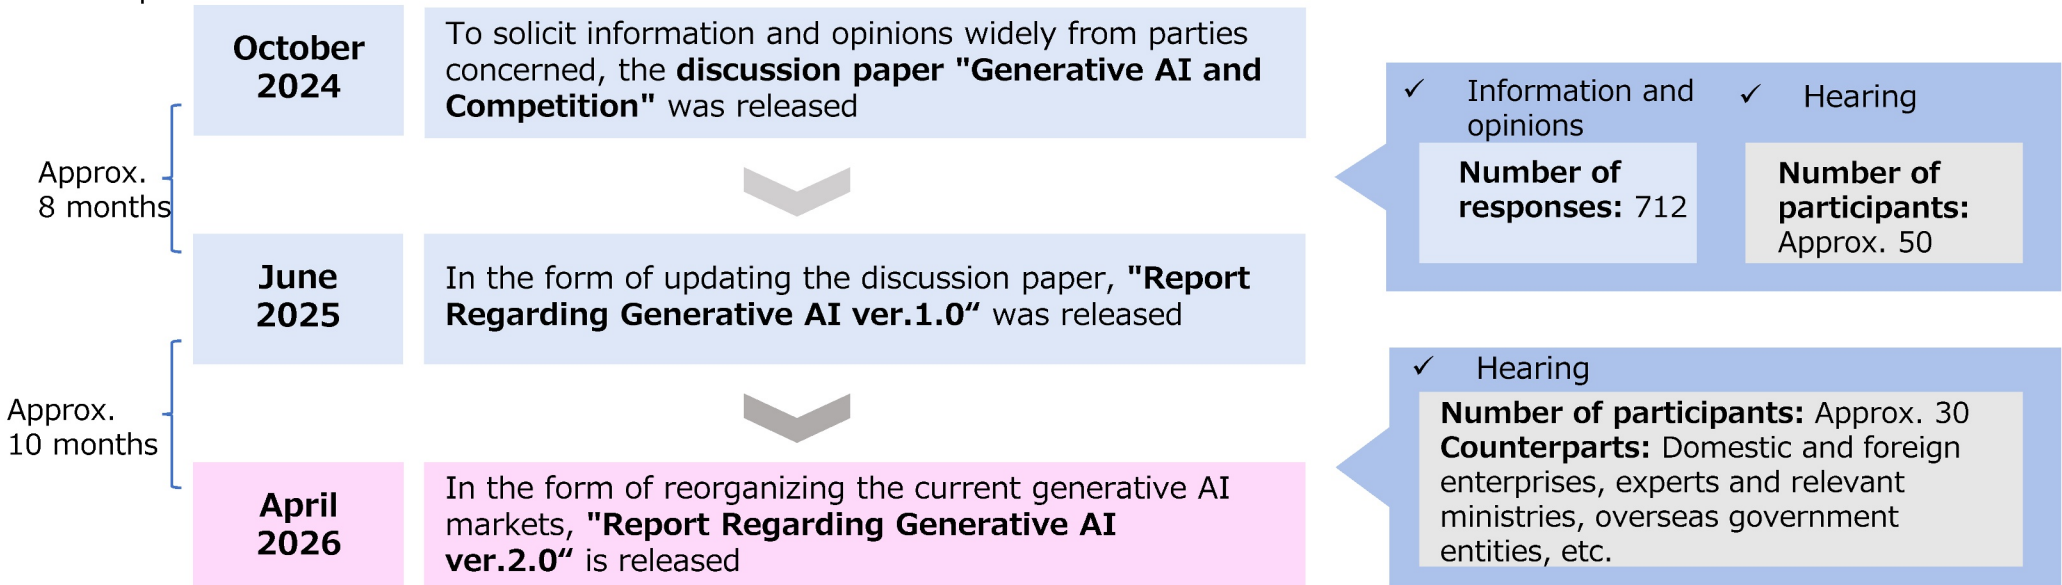 October
2024
To solicit information and opinions widely from parties
concerned, the discussion paper "Generative AI and
Competition" was released
Approx.
8 months
✓ Information and
opinions
Number of
responses: 712
✓ Hearing
Number of
participants:
Approx. 50
June
2025
In the form of updating the discussion paper, "Report
Regarding Generative AI ver.1.0“ was released
Approx.
10 months
✓ Hearing
Number of participants: Approx. 30
Counterparts: Domestic and foreign
enterprises, experts and relevant
ministries, overseas government
entities, etc.
April
2026
In the form of reorganizing the current generative AI
markets, "Report Regarding Generative AI
ver.2.0“ is released